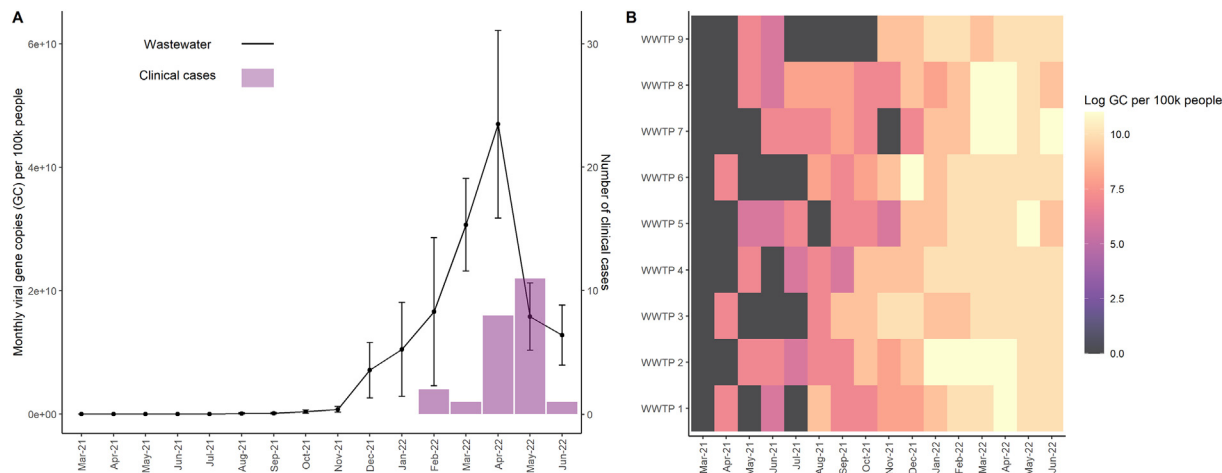 A
Monthly viral gene copies (GC) per 100k people
6e+10
4e+10
2e+10
0e+00
Wastewater
Clinical cases
30
20
10
0
Number of clinical cases
Mar-21
Apr-21
May-21
Jun-21
Jul-21
Aug-21
Sep-21
Oct-21
Nov-21
Dec-21
Jan-22
Feb-22
Mar-22
Apr-22
May-22
Jun-22
B
WWTP 9
WWTP 8
WWTP 7
WWTP 6
WWTP 5
WWTP 4
WWTP 3
WWTP 2
WWTP 1
Mar-21
Apr-21
May-21
Jun-21
Jul-21
Aug-21
Sep-21
Oct-21
Nov-21
Dec-21
Jan-22
Feb-22
Mar-22
Apr-22
May-22
Jun-22
Log GC per 100k people
10.0
7.5
5.0
2.5
0.0